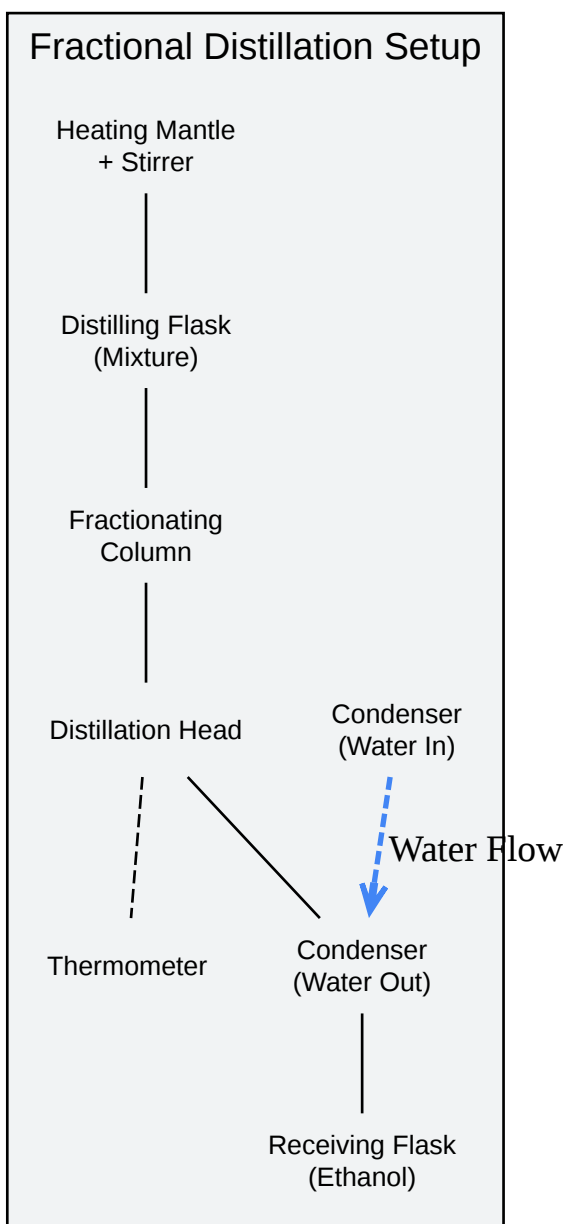 Fractional Distillation Setup
Heating Mantle
+ Stirrer
Distilling Flask
(Mixture)
Fractionating
Column
Distillation Head
Condenser
(Water In)
Water Flow
Thermometer
Condenser
(Water Out)
Receiving Flask
(Ethanol)